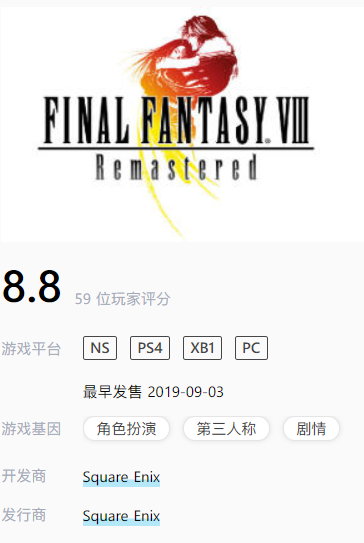 FINAL FANTASY VIII
Remastered
8.8 59 位玩家评分
游戏平台 NS PS4 XB1 PC
最早发售 2019-09-03
游戏基因 角色扮演 第三人称 剧情
开发商 Square Enix
发行商 Square Enix